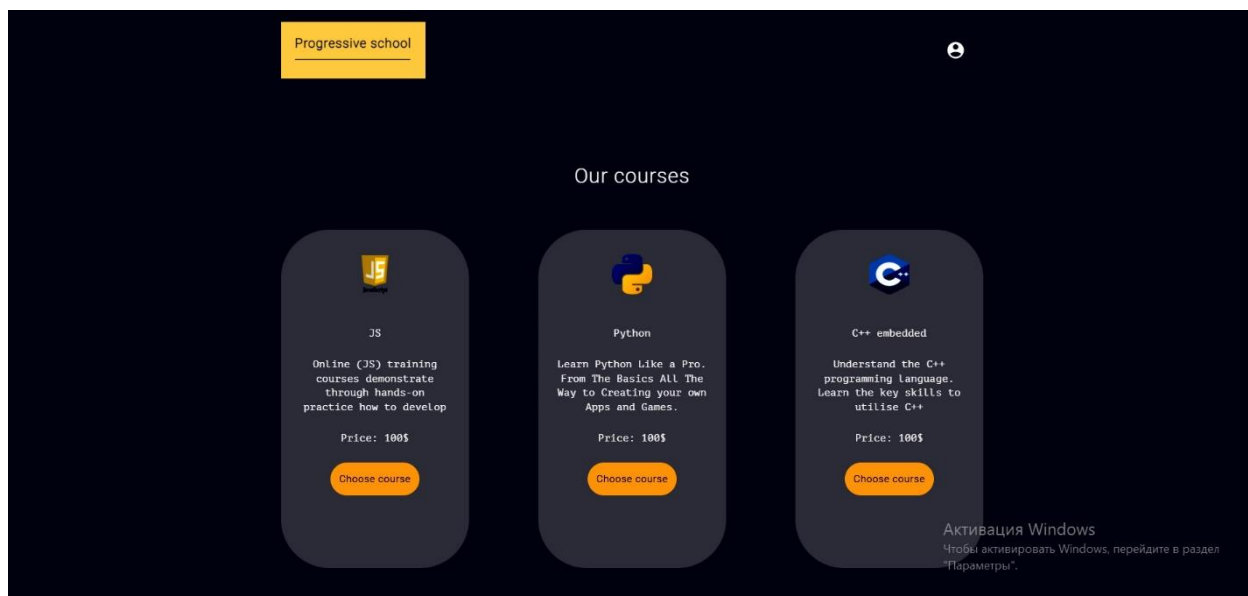 Progressive school
Our courses
JS
JavaScript
JS
Online (JS) training
courses demonstrate
through hands-on
practice how to develop
Price: 100$
Choose course
Python
Learn Python Like a Pro.
From The Basics All The
Way to Creating your own
Apps and Games.
Price: 100$
Choose course
C++
C++ embedded
Understand the C++
programming language.
Learn the key skills to
utilise C++
Price: 100$
Choose course
Активация Windows
Чтобы активировать Windows, перейдите в раздел
"Параметры".